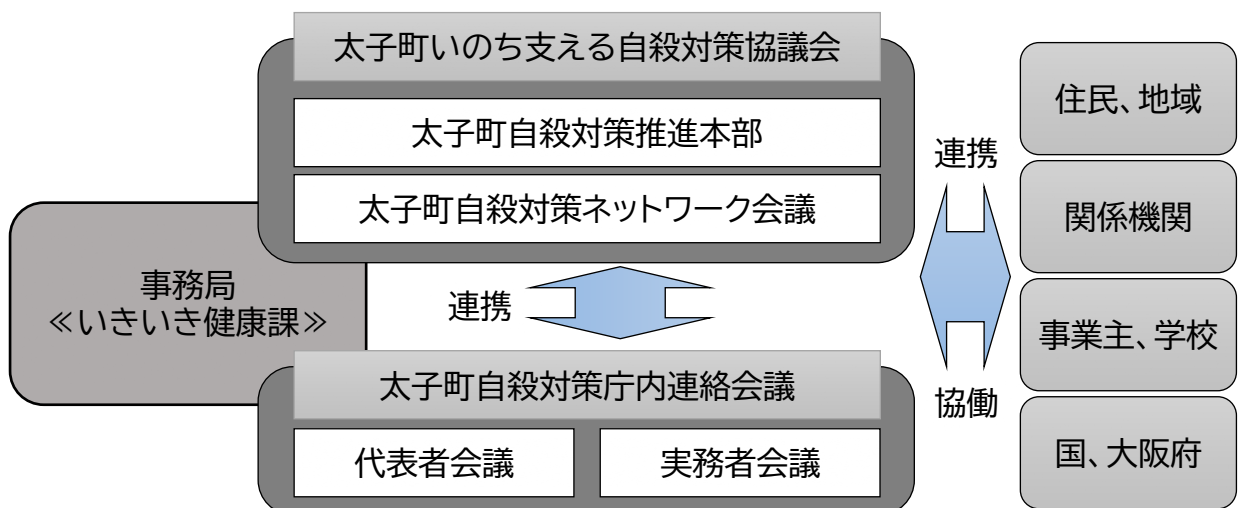 太子町いのち支える自殺対策協議会
太子町自殺対策推進本部
太子町自殺対策ネットワーク会議
事務局
≪いきいき健康課≫
連携
太子町自殺対策庁内連絡会議
代表者会議
実務者会議
連携
協働
住民、地域
関係機関
事業主、学校
国、大阪府